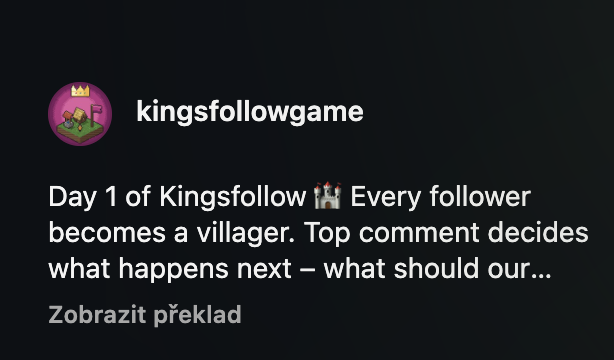 kingsfollowgame
Day 1 of Kingsfollow 🏰 Every follower
becomes a villager. Top comment decides
what happens next – what should our...
Zobrazit překlad